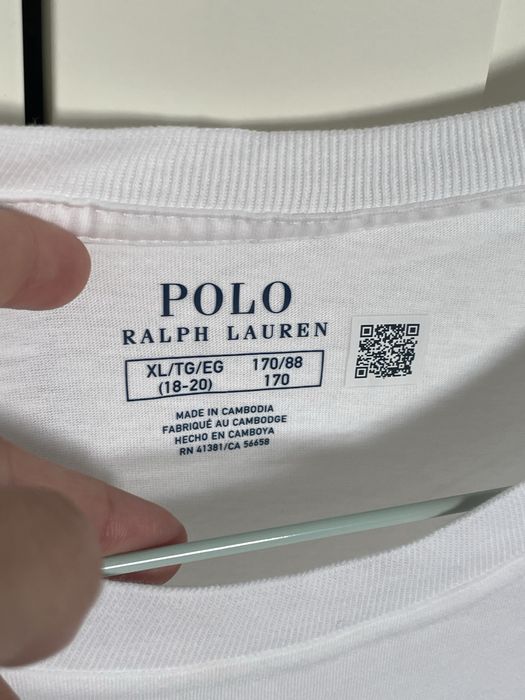 POLO
RALPH LAUREN
XL/TG/EG 170/88
(18-20) 170
MADE IN CAMBODIA
FABRIQUÉ AU CAMBODGE
HECHO EN CAMBOYA
RN 41381/CA 56658